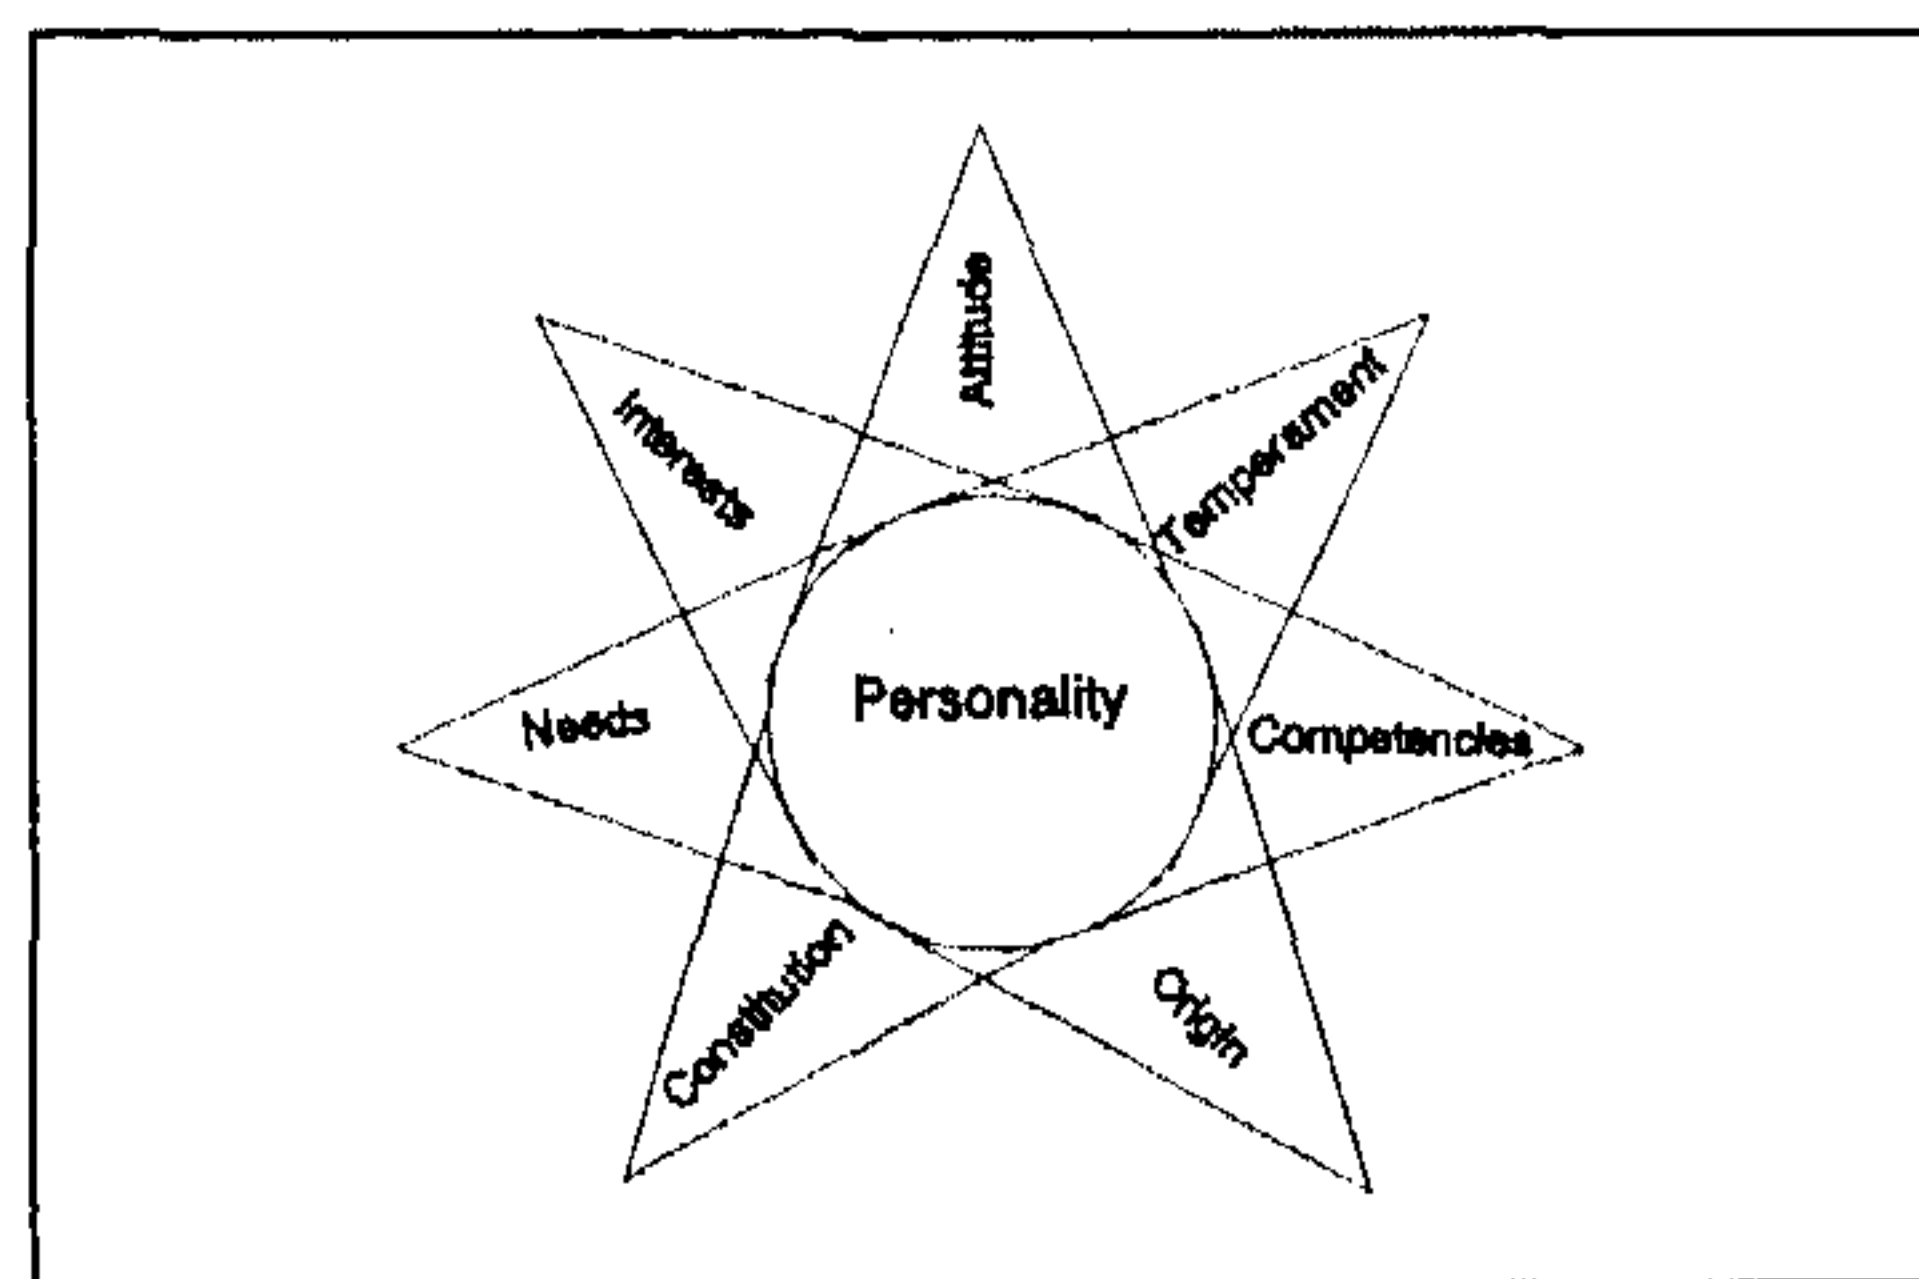 Attitude
Temperament
Interests
Personality
Needs
Competencies
Constitution
Origin